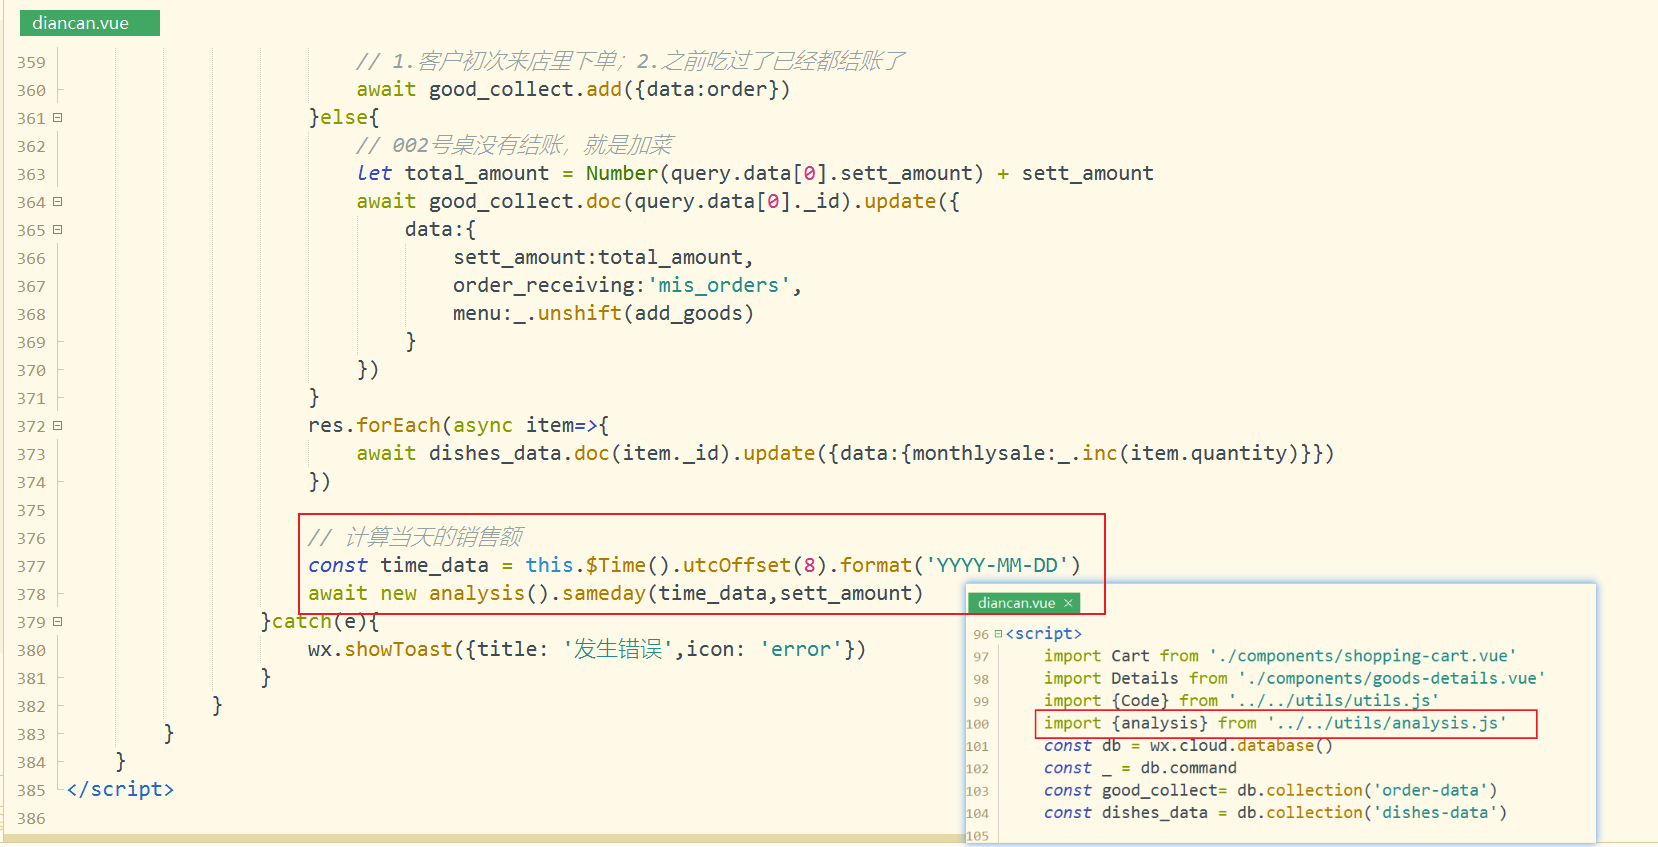 diancan.vue
359 // 1.客户初次来店里下单；2.之前吃过了已经都结账了
360 await good_collect.add({data:order})
361 }else{
362 // 002号桌没有结账，就是加菜
363 let total_amount = Number(query.data[0].sett_amount) + sett_amount
364 await good_collect.doc(query.data[0]._id).update({
365 data:{
366 sett_amount:total_amount,
367 order_receiving:'mis_orders',
368 menu:_.unshift(add_goods)
369 }
370 })
371 }
372 res.forEach(async item=>{
373 await dishes_data.doc(item._id).update({data:{monthlysale:_.inc(item.quantity)}})
374 })
375
376 // 计算当天的销售额
377 const time_data = this.$Time().utcOffset(8).format('YYYY-MM-DD')
378 await new analysis().sameday(time_data,sett_amount)
379 }catch(e){
380 wx.showToast({title: '发生错误',icon: 'error'})
381 }
382 }
383 }
384 }
385 </script>
386
diancan.vue ×
96 <script>
97 import Cart from './components/shopping-cart.vue'
98 import Details from './components/goods-details.vue'
99 import {Code} from '../../utils/utils.js'
100 import {analysis} from '../../utils/analysis.js'
101 const db = wx.cloud.database()
102 const _ = db.command
103 const good_collect= db.collection('order-data')
104 const dishes_data = db.collection('dishes-data')
105